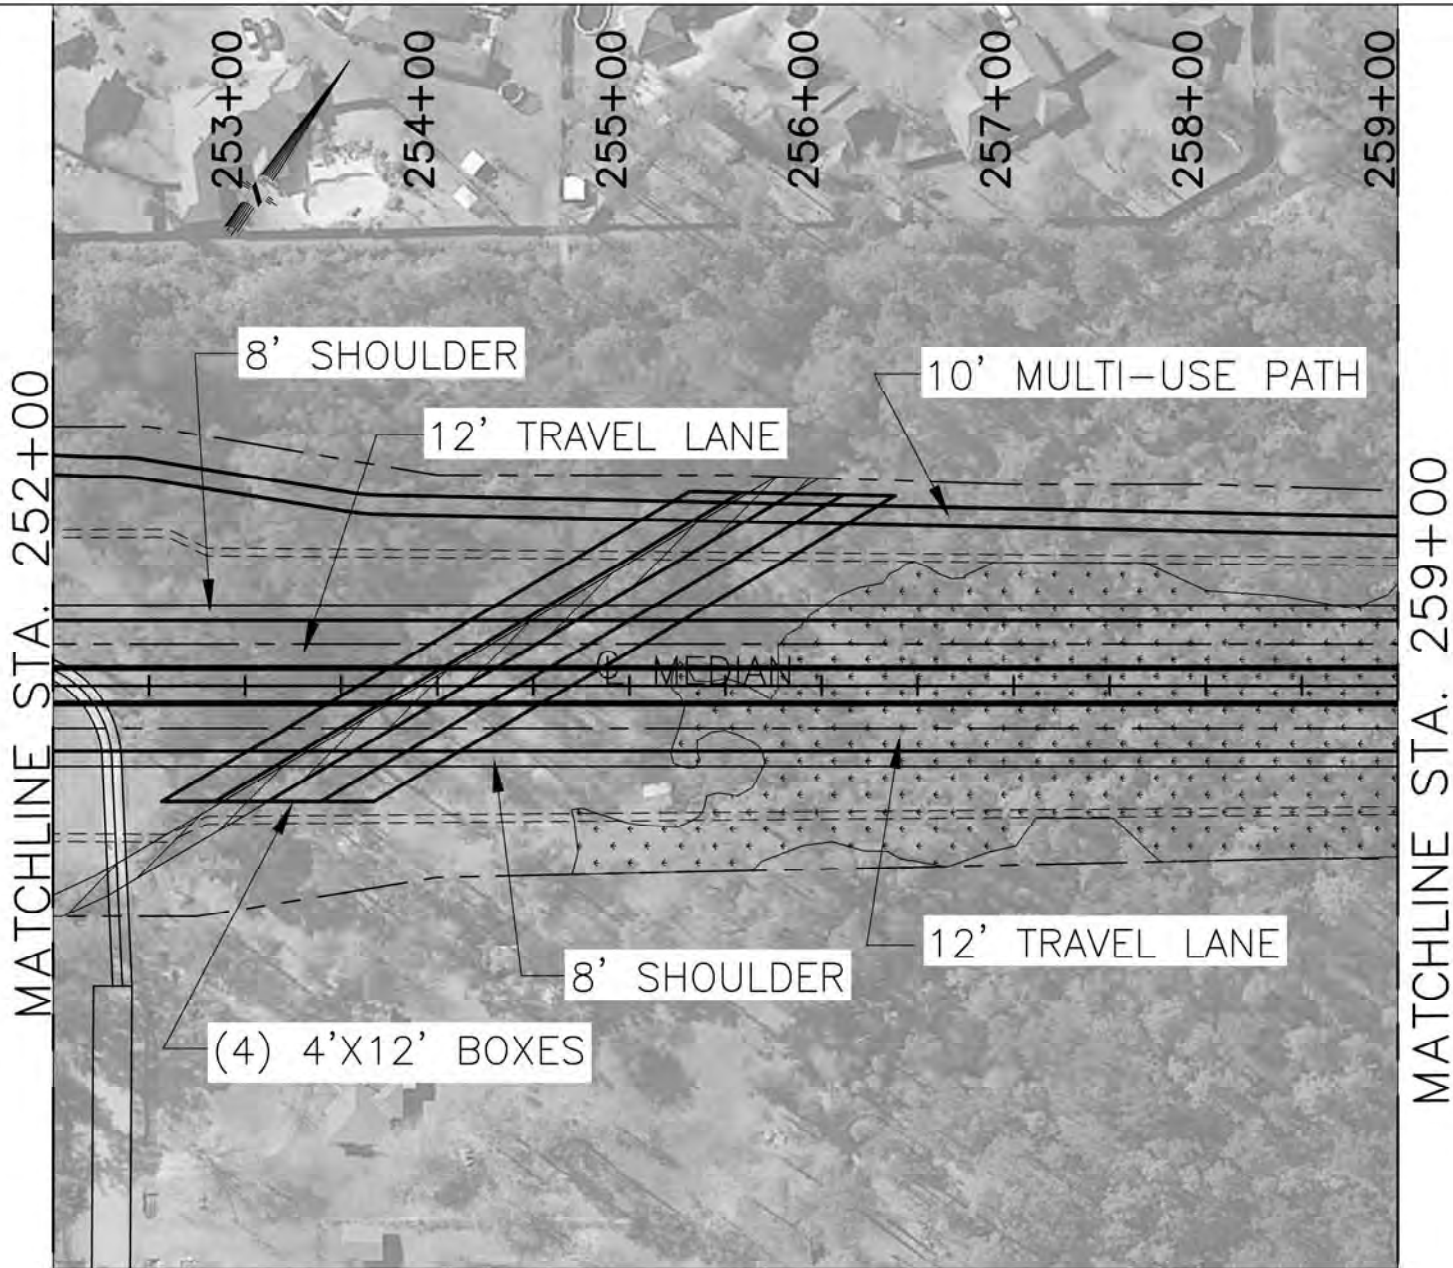 253+00
254+00
255+00
256+00
257+00
258+00
259+00
8' SHOULDER
10' MULTI-USE PATH
12' TRAVEL LANE
MATCHLINE STA. 252+00
MATCHLINE STA. 259+00
℄ MEDIAN
12' TRAVEL LANE
8' SHOULDER
(4) 4'X12' BOXES